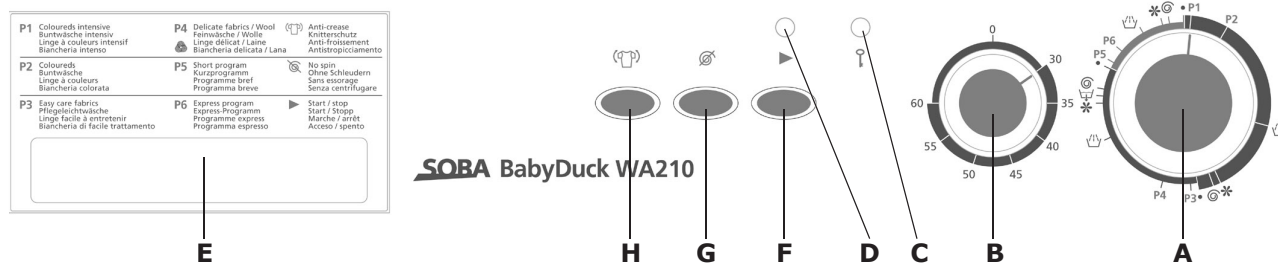 P1 Coloureds intensive
Buntwäsche intensiv
Linge à couleurs intensif
Biancheria intenso
P4 Delicate fabrics / Wool
Feinwäsche / Wolle
Linge délicat / Laine
Biancheria delicata / Lana
Anti-crease
Knitterschutz
Anti-froissement
Antistropicciamento
P2 Coloureds
Buntwäsche
Linge à couleurs
Biancheria colorata
P5 Short program
Kurzprogramm
Programme bref
Programma breve
No spin
Ohne Schleudern
Sans essorage
Senza centrifugare
P3 Easy care fabrics
Pflegeleichtwäsche
Linge facile à entretenir
Biancheria di facile trattamento
P6 Express program
Express-Programm
Programme express
Programma espresso
Start / stop
Start / Stopp
Marche / arrêt
Acceso / spento
SOBA BabyDuck WA210
0
30
35
40
45
50
55
60
P1
P2
P3
P4
P5
P6
E
H
G
F
D
C
B
A